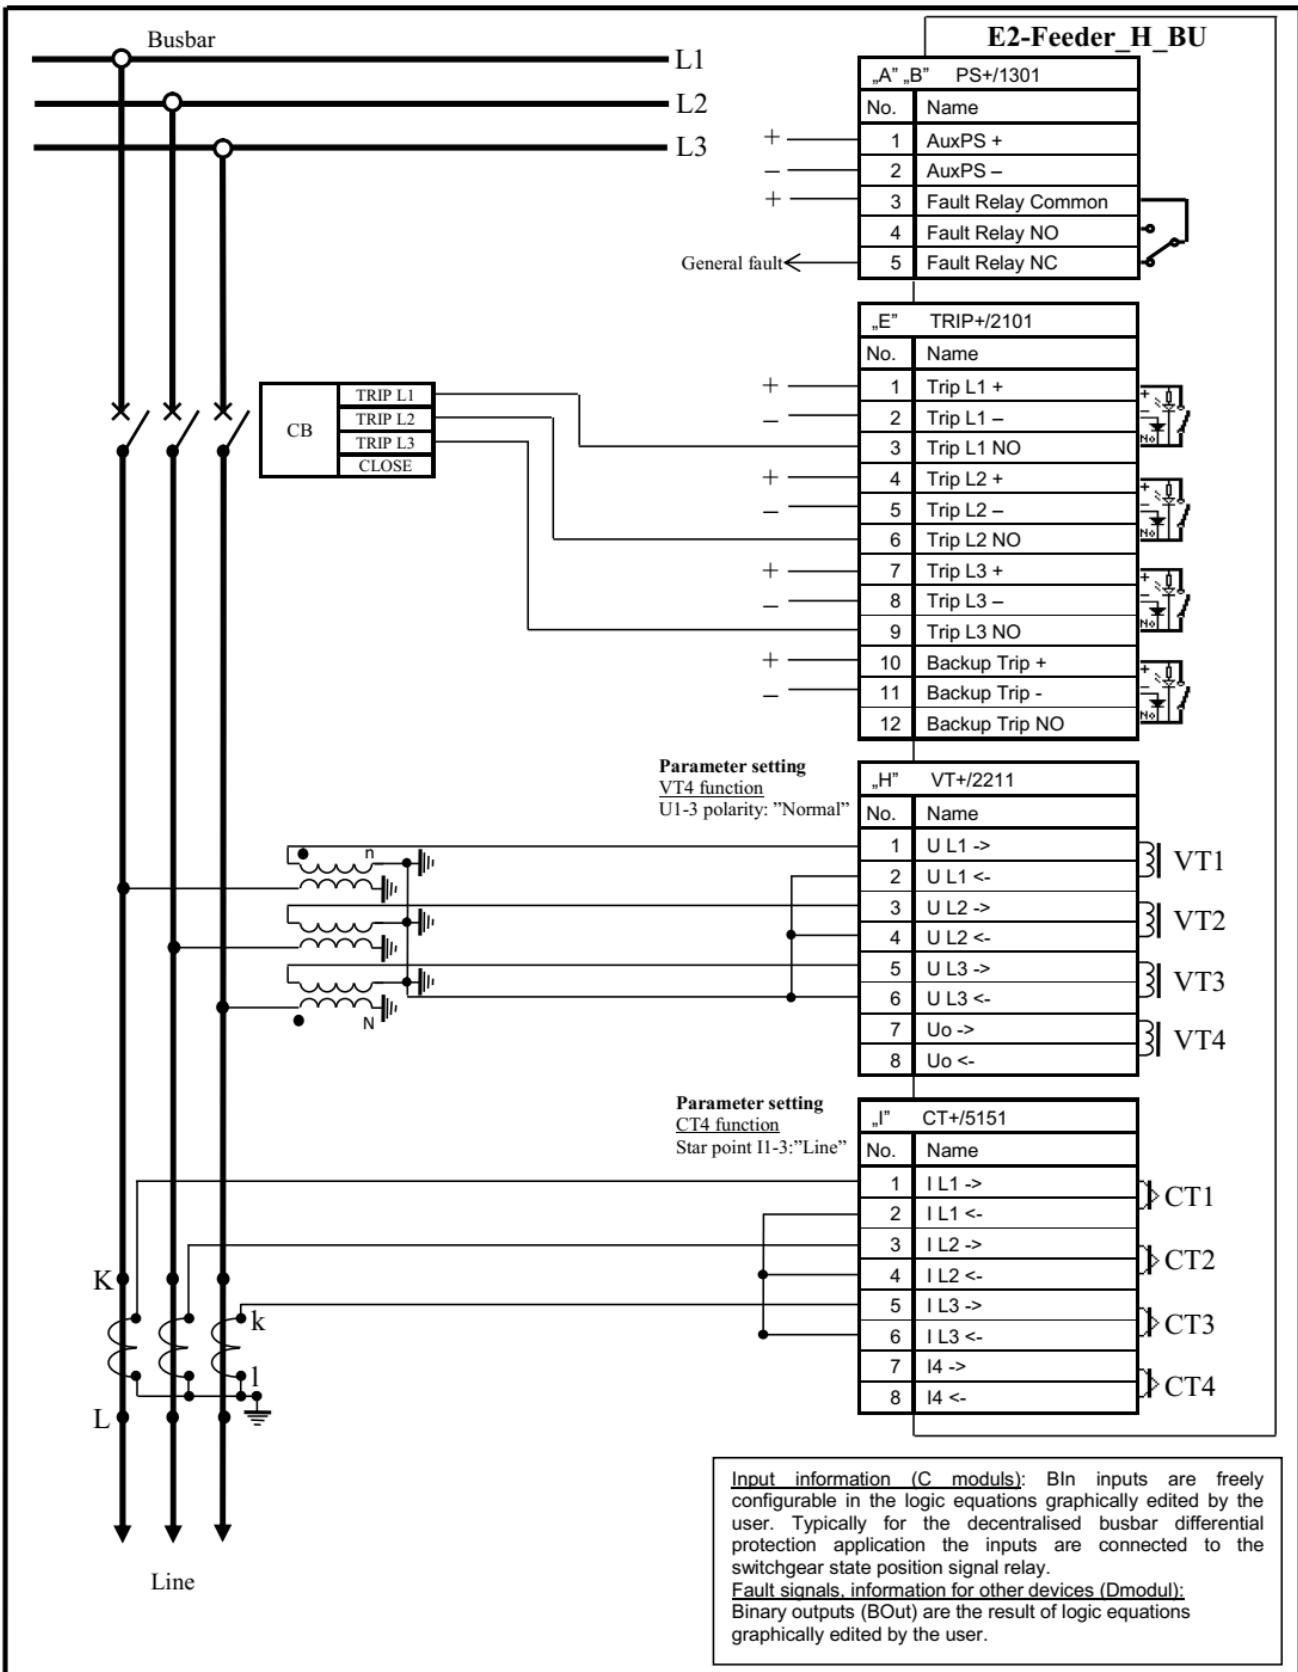 E2-Feeder_H_BU
Busbar
L1
L2
L3
„A” „B” PS+/1301
No. Name
+ 1 AuxPS +
– 2 AuxPS –
+ 3 Fault Relay Common
4 Fault Relay NO
General fault 5 Fault Relay NC
„E” TRIP+/2101
No. Name
+ 1 Trip L1 +
– 2 Trip L1 –
3 Trip L1 NO
+ 4 Trip L2 +
– 5 Trip L2 –
6 Trip L2 NO
+ 7 Trip L3 +
– 8 Trip L3 –
9 Trip L3 NO
+ 10 Backup Trip +
– 11 Backup Trip -
12 Backup Trip NO
+
–
No
+
–
No
+
–
No
+
–
No
CB
TRIP L1
TRIP L2
TRIP L3
CLOSE
Parameter setting
VT4 function
U1-3 polarity: ”Normal”
„H” VT+/2211
No. Name
1 U L1 ->
2 U L1 <-
3 U L2 ->
4 U L2 <-
5 U L3 ->
6 U L3 <-
7 Uo ->
8 Uo <-
VT1
VT2
VT3
VT4
n
N
Parameter setting
CT4 function
Star point I1-3:”Line”
„I” CT+/5151
No. Name
1 I L1 ->
2 I L1 <-
3 I L2 ->
4 I L2 <-
5 I L3 ->
6 I L3 <-
7 I4 ->
8 I4 <-
CT1
CT2
CT3
CT4
K
k
l
L
Line
Input information (C moduls): BIn inputs are freely
configurable in the logic equations graphically edited by the
user. Typically for the decentralised busbar differential
protection application the inputs are connected to the
switchgear state position signal relay.
Fault signals, information for other devices (Dmodul):
Binary outputs (BOut) are the result of logic equations
graphically edited by the user.